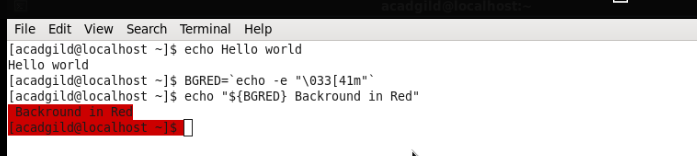 acadgild@localhost:~
File Edit View Search Terminal Help
[acadgild@localhost ~]$ echo Hello world
Hello world
[acadgild@localhost ~]$ BGRED=`echo -e "\033[41m"`
[acadgild@localhost ~]$ echo "${BGRED} Backround in Red"
Backround in Red
[acadgild@localhost ~]$